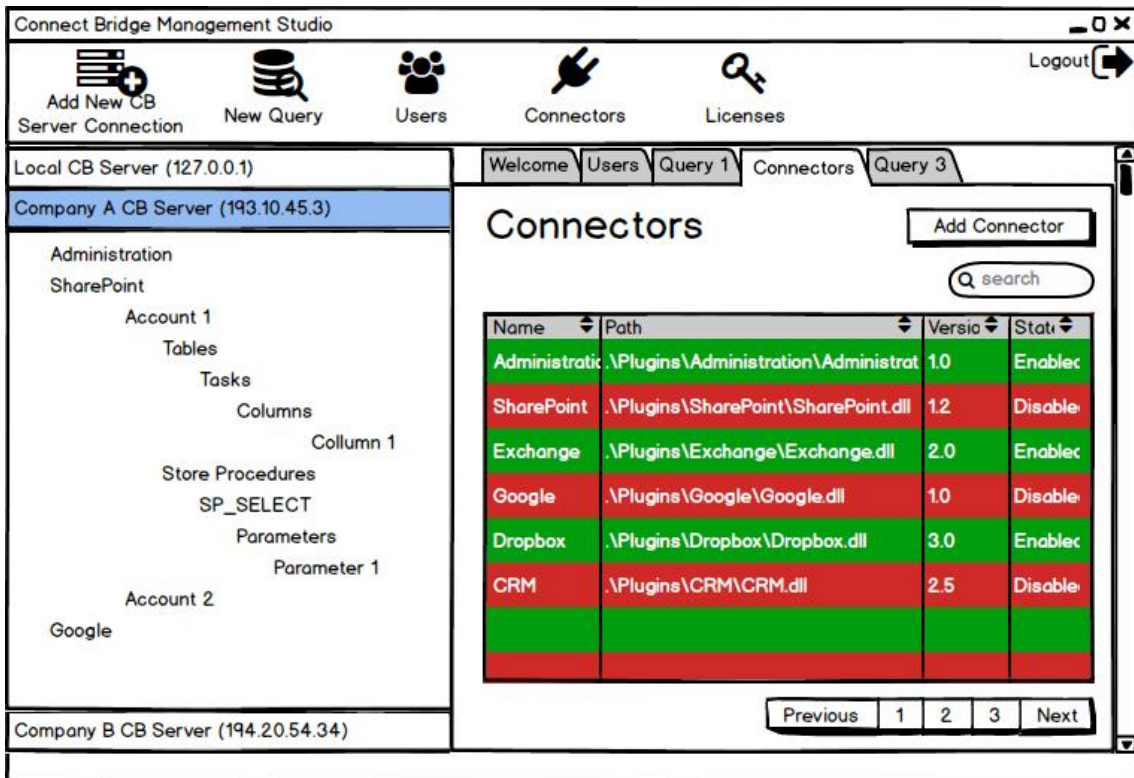 Connect Bridge Management Studio
Logout
Add New CB
Server Connection
New Query
Users
Connectors
Licenses
Local CB Server (127.0.0.1)
Company A CB Server (193.10.45.3)
Administration
SharePoint
Account 1
Tables
Tasks
Columns
Collumn 1
Store Procedures
SP_SELECT
Parameters
Parameter 1
Account 2
Google
Company B CB Server (194.20.54.34)
Welcome Users Query 1 Connectors Query 3
Connectors
Add Connector
search
Name Path Versio State
Administratic .\Plugins\Administration\Administrat 1.0 Enabled
SharePoint .\Plugins\SharePoint\SharePoint.dll 1.2 Disable
Exchange .\Plugins\Exchange\Exchange.dll 2.0 Enabled
Google .\Plugins\Google\Google.dll 1.0 Disable
Dropbox .\Plugins\Dropbox\Dropbox.dll 3.0 Enabled
CRM .\Plugins\CRM\CRM.dll 2.5 Disable
Previous 1 2 3 Next